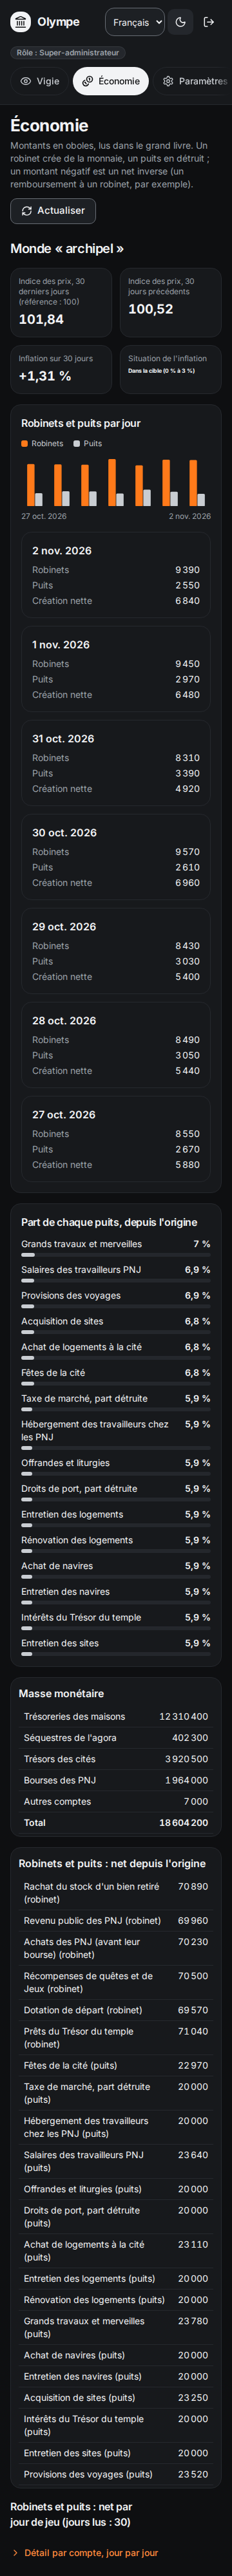 Olympe
Français
Rôle : Super-administrateur
Vigie
Économie
Paramètres
Économie
Montants en oboles, lus dans le grand livre. Un
robinet crée de la monnaie, un puits en détruit ;
un montant négatif est un net inverse (un
remboursement à un robinet, par exemple).
Actualiser
Monde « archipel »
Indice des prix, 30
derniers jours
(référence : 100)
101,84
Indice des prix, 30
jours précédents
100,52
Inflation sur 30 jours
+1,31 %
Situation de l'inflation
Dans la cible (0 % à 3 %)
Robinets et puits par jour
Robinets
Puits
27 oct. 2026
2 nov. 2026
2 nov. 2026
Robinets 9 390
Puits 2 550
Création nette 6 840
1 nov. 2026
Robinets 9 450
Puits 2 970
Création nette 6 480
31 oct. 2026
Robinets 8 310
Puits 3 390
Création nette 4 920
30 oct. 2026
Robinets 9 570
Puits 2 610
Création nette 6 960
29 oct. 2026
Robinets 8 430
Puits 3 030
Création nette 5 400
28 oct. 2026
Robinets 8 490
Puits 3 050
Création nette 5 440
27 oct. 2026
Robinets 8 550
Puits 2 670
Création nette 5 880
Part de chaque puits, depuis l'origine
Grands travaux et merveilles 7 %
Salaires des travailleurs PNJ 6,9 %
Provisions des voyages 6,9 %
Acquisition de sites 6,8 %
Achat de logements à la cité 6,8 %
Fêtes de la cité 6,8 %
Taxe de marché, part détruite 5,9 %
Hébergement des travailleurs chez 5,9 %
les PNJ
Offrandes et liturgies 5,9 %
Droits de port, part détruite 5,9 %
Entretien des logements 5,9 %
Rénovation des logements 5,9 %
Achat de navires 5,9 %
Entretien des navires 5,9 %
Intérêts du Trésor du temple 5,9 %
Entretien des sites 5,9 %
Masse monétaire
Trésoreries des maisons 12 310 400
Séquestres de l'agora 402 300
Trésors des cités 3 920 500
Bourses des PNJ 1 964 000
Autres comptes 7 000
Total 18 604 200
Robinets et puits : net depuis l'origine
Rachat du stock d'un bien retiré 70 890
(robinet)
Revenu public des PNJ (robinet) 69 960
Achats des PNJ (avant leur 70 230
bourse) (robinet)
Récompenses de quêtes et de 70 500
Jeux (robinet)
Dotation de départ (robinet) 69 570
Prêts du Trésor du temple 71 040
(robinet)
Fêtes de la cité (puits) 22 970
Taxe de marché, part détruite 20 000
(puits)
Hébergement des travailleurs 20 000
chez les PNJ (puits)
Salaires des travailleurs PNJ 23 640
(puits)
Offrandes et liturgies (puits) 20 000
Droits de port, part détruite 20 000
(puits)
Achat de logements à la cité 23 110
(puits)
Entretien des logements (puits) 20 000
Rénovation des logements (puits) 20 000
Grands travaux et merveilles 23 780
(puits)
Achat de navires (puits) 20 000
Entretien des navires (puits) 20 000
Acquisition de sites (puits) 23 250
Intérêts du Trésor du temple 20 000
(puits)
Entretien des sites (puits) 20 000
Provisions des voyages (puits) 23 520
Robinets et puits : net par
jour de jeu (jours lus : 30)
Détail par compte, jour par jour